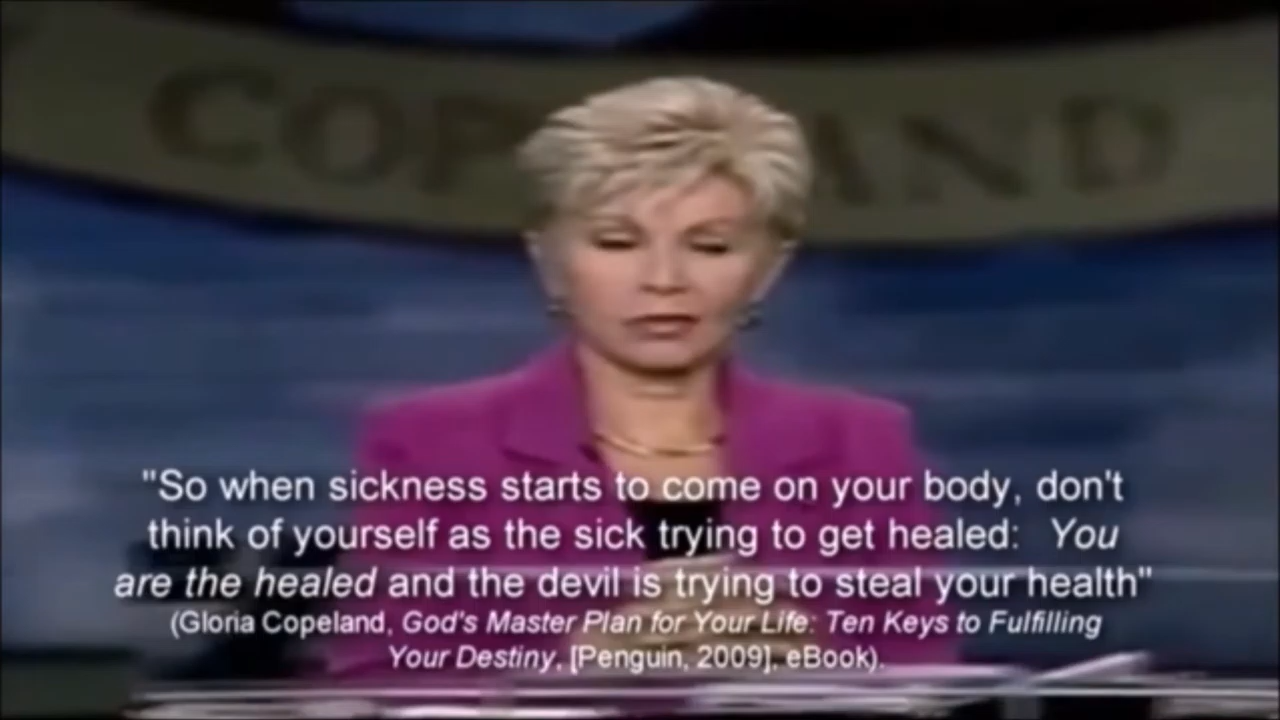 COPELAND
"So when sickness starts to come on your body, don't
think of yourself as the sick trying to get healed: You
are the healed and the devil is trying to steal your health"
(Gloria Copeland, God's Master Plan for Your Life: Ten Keys to Fulfilling
Your Destiny, [Penguin, 2009], eBook).